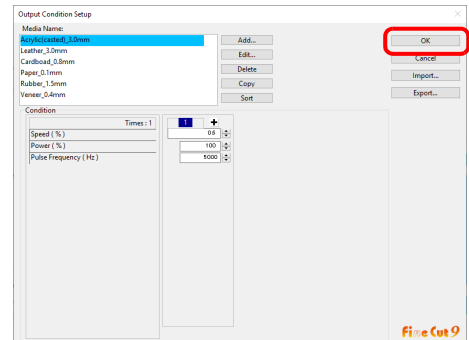 Output Condition Setup
Media Name:
Acrylic(casted)_3.0mm
Leather_3.0mm
Cardboad_0.8mm
Paper_0.1mm
Rubber_1.5mm
Veneer_0.4mm
Add...
Edit...
Delete
Copy
Sort
OK
Cancel
Import...
Export...
Condition
Times : 1
1 +
Speed ( % ) 0.6
Power ( % ) 100
Pulse Frequency ( Hz ) 5000
Fine Cut 9